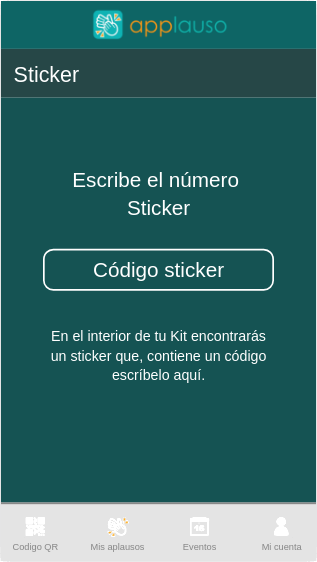 applauso
Sticker
Escribe el número
Sticker
Código sticker
En el interior de tu Kit encontrarás
un sticker que, contiene un código
escríbelo aquí.
Codigo QR
Mis aplausos
Eventos
Mi cuenta